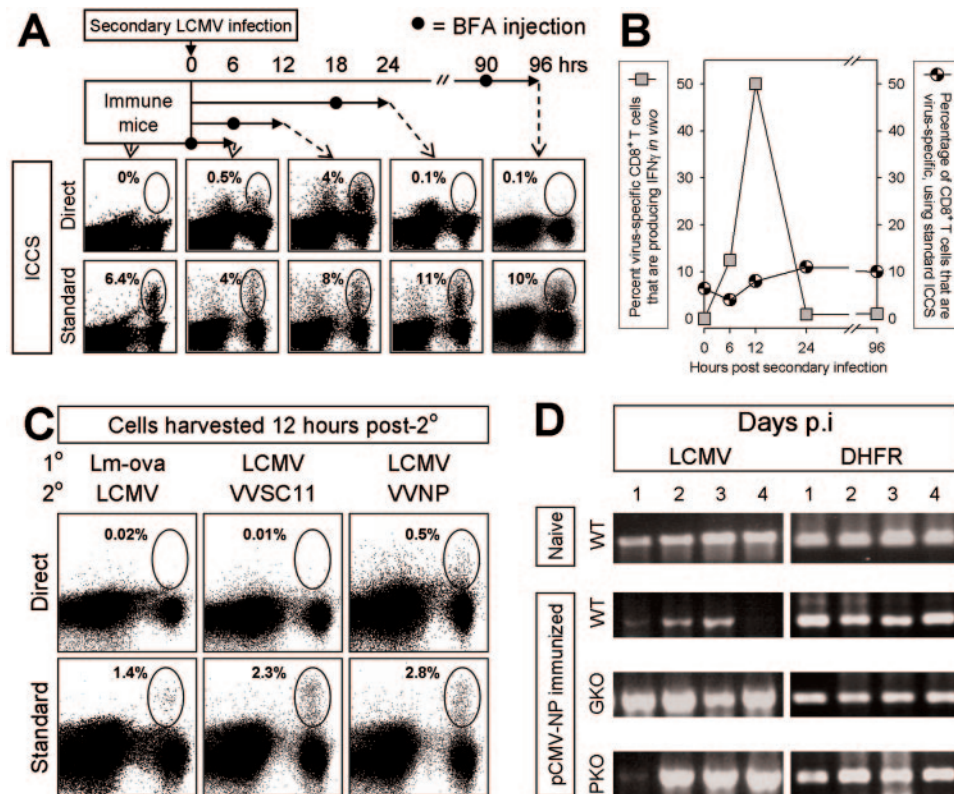 A
Secondary LCMV infection
● = BFA injection
0 6 12 18 24 90 96 hrs
Immune
mice
ICCS
Direct
0% 0.5% 4% 0.1% 0.1%
Standard
6.4% 4% 8% 11% 10%
B
Percent virus-specific CD8+ T cells
that are producing IFNγ in vivo
50
40
30
20
10
0
50
40
30
20
10
0
Percentage of CD8+ T cells that are
virus-specific, using standard ICCS
0 6 12 24 96
Hours post secondary infection
C
Cells harvested 12 hours post-2°
1° Lm-ova LCMV LCMV
2° LCMV VVSC11 VVNP
Direct
0.02% 0.01% 0.5%
Standard
1.4% 2.3% 2.8%
D
Days p.i
LCMV DHFR
1 2 3 4 1 2 3 4
Naive
WT
pCMV-NP immunized
WT
GKO
PKO